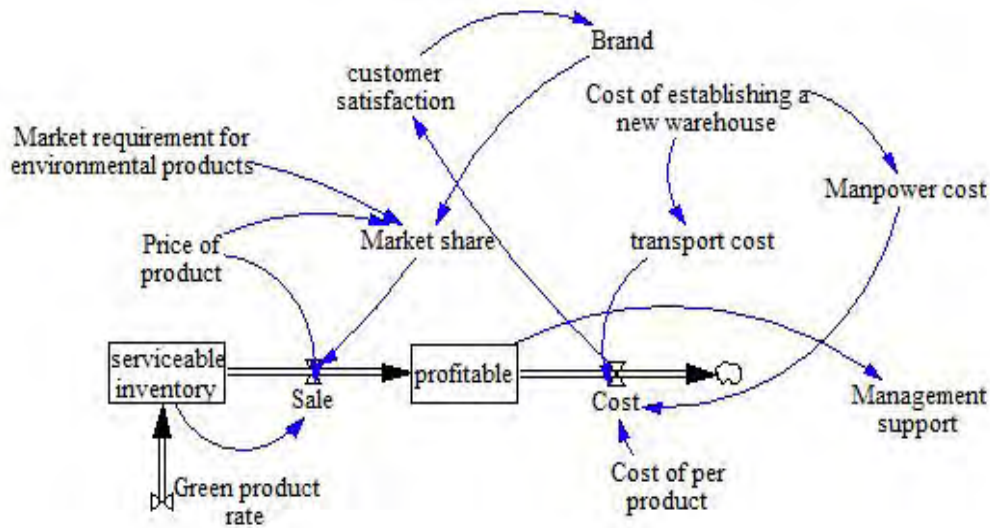 Brand
customer
satisfaction
Cost of establishing a
new warehouse
Market requirement for
environmental products
Manpower cost
Price of
product
Market share
transport cost
serviceable
inventory
Sale
profitable
Cost
Management
support
Green product
rate
Cost of per
product